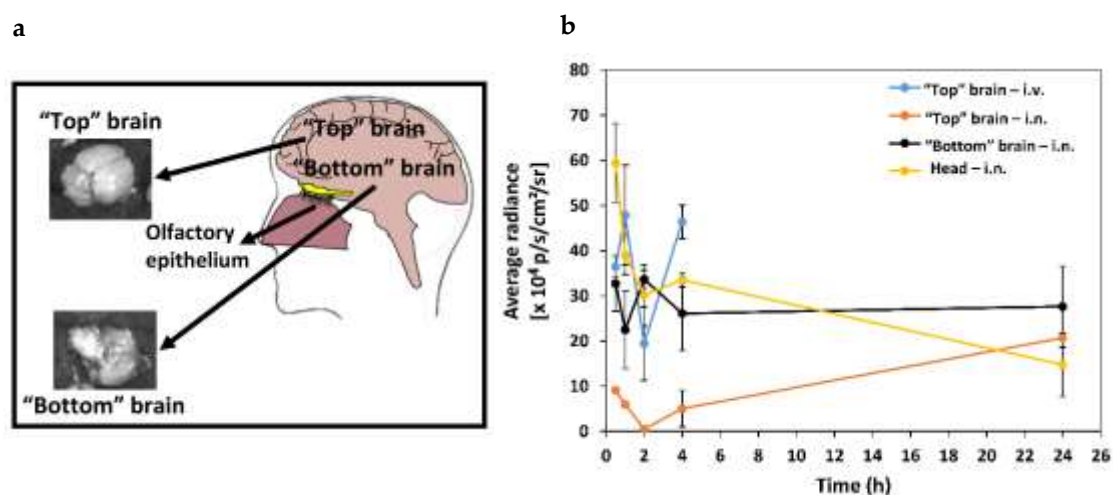 a
b
"Top" brain
"Top" brain
"Bottom" brain
Olfactory
epithelium
"Bottom" brain
Average radiance
[x 10⁴ p/s/cm²/sr]
80
70
60
50
40
30
20
10
0
"Top" brain – i.v.
"Top" brain – i.n.
"Bottom" brain – i.n.
Head – i.n.
0 2 4 6 8 10 12 14 16 18 20 22 24 26
Time (h)